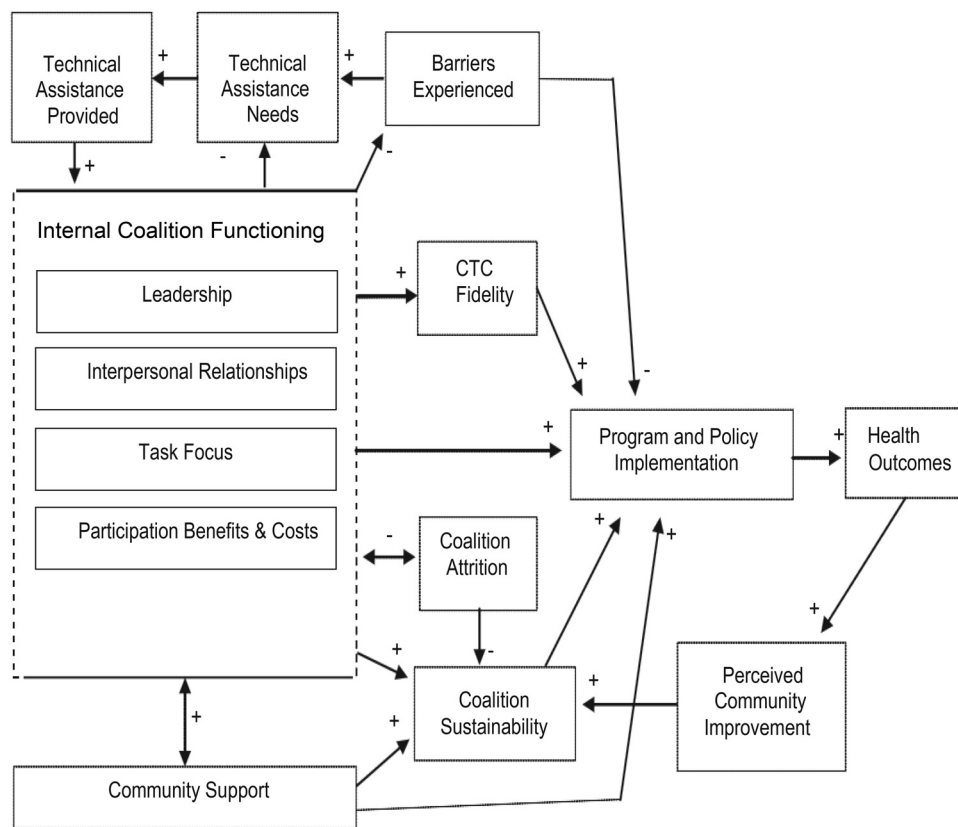 Technical
Assistance
Provided
+
Technical
Assistance
Needs
+
Barriers
Experienced
+
-
-
Internal Coalition Functioning
Leadership
Interpersonal Relationships
Task Focus
Participation Benefits & Costs
+
CTC
Fidelity
+
-
+
Program and Policy
Implementation
+
Health
Outcomes
-
Coalition
Attrition
+
+
+
-
+
Coalition
Sustainability
+
Perceived
Community
Improvement
+
+
Community Support